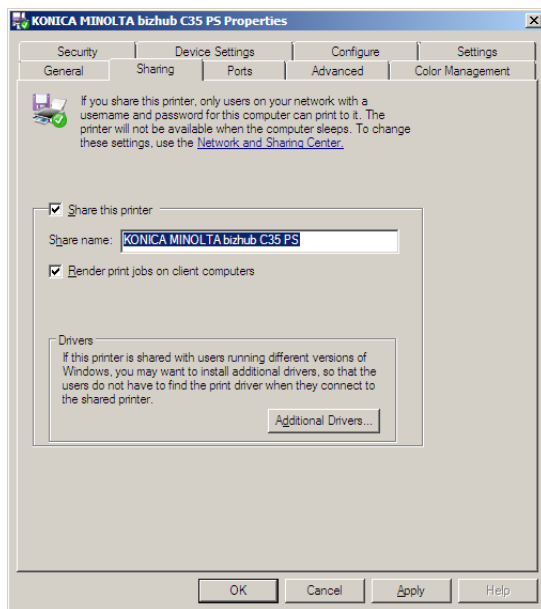 KONICA MINOLTA bizhub C35 PS Properties
Security Device Settings Configure Settings
General Sharing Ports Advanced Color Management
If you share this printer, only users on your network with a
username and password for this computer can print to it. The
printer will not be available when the computer sleeps. To change
these settings, use the Network and Sharing Center.
Share this printer
Share name: KONICA MINOLTA bizhub C35 PS
Render print jobs on client computers
Drivers
If this printer is shared with users running different versions of
Windows, you may want to install additional drivers, so that the
users do not have to find the print driver when they connect to
the shared printer.
Additional Drivers...
OK Cancel Apply Help